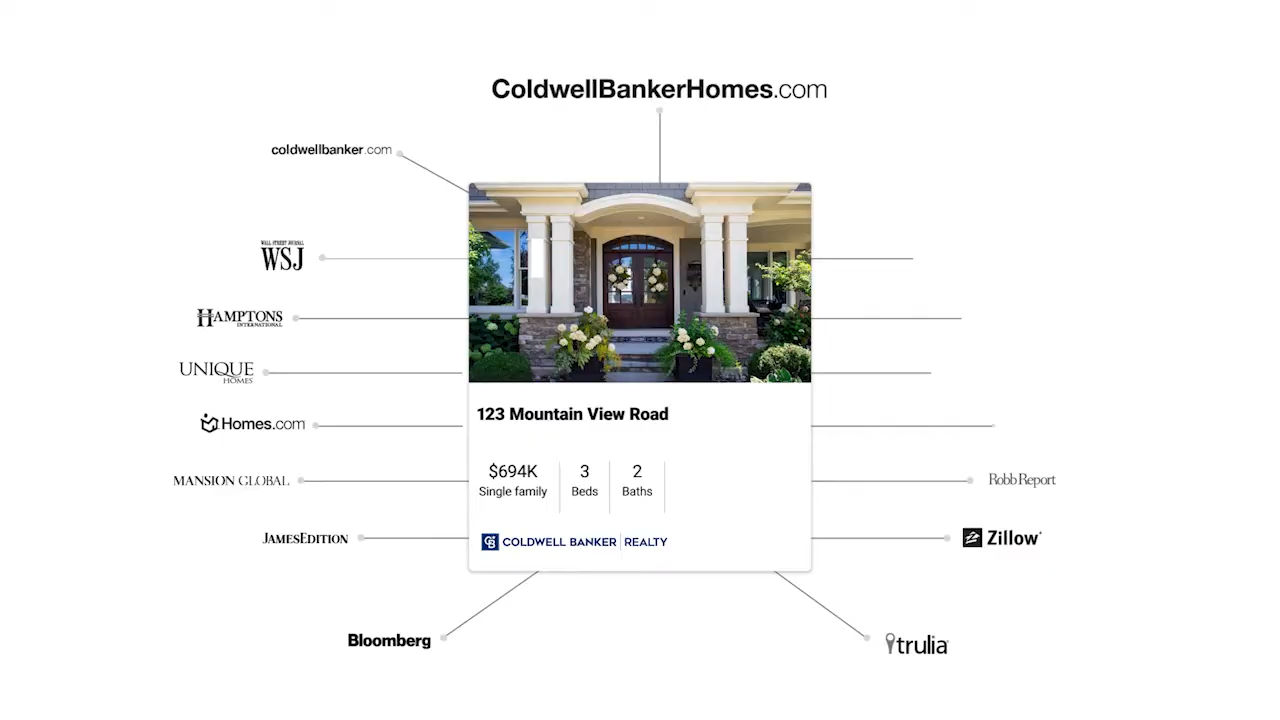 ColdwellBankerHomes.com
coldwellbanker.com
WALL STREET JOURNAL
WSJ
HAMPTONS
INTERNATIONAL
UNIQUE
HOMES
Homes.com
MANSION GLOBAL
JAMESEDITION
Bloomberg
123 Mountain View Road
$694K
Single family
3
Beds
2
Baths
CB COLDWELL BANKER REALTY
Robb Report
Zillow
trulia